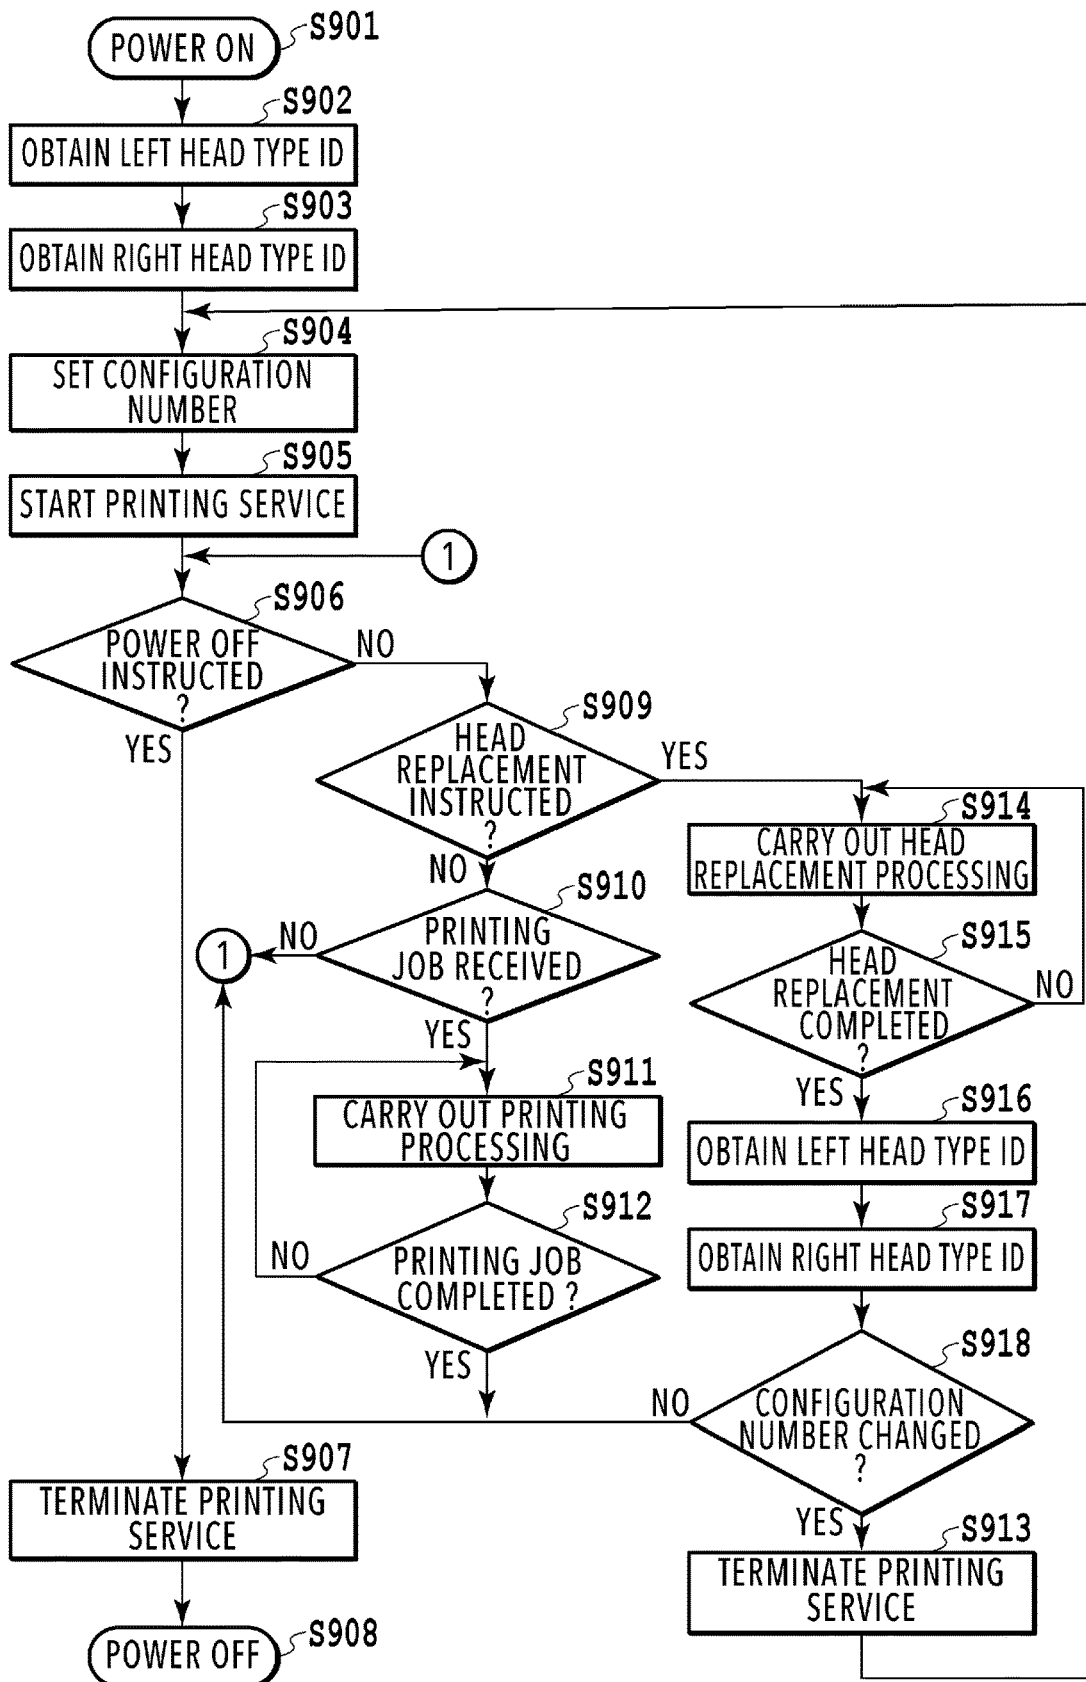 POWER ON
S901
S902
OBTAIN LEFT HEAD TYPE ID
S903
OBTAIN RIGHT HEAD TYPE ID
S904
SET CONFIGURATION
NUMBER
S905
START PRINTING SERVICE
1
S906
POWER OFF
INSTRUCTED
?
NO
YES
S909
HEAD
REPLACEMENT
INSTRUCTED
?
YES
NO
S914
CARRY OUT HEAD
REPLACEMENT PROCESSING
S910
PRINTING
JOB RECEIVED
?
NO
1
YES
S915
HEAD
REPLACEMENT
COMPLETED
?
NO
YES
S911
CARRY OUT PRINTING
PROCESSING
S916
OBTAIN LEFT HEAD TYPE ID
S912
PRINTING JOB
COMPLETED ?
NO
YES
S917
OBTAIN RIGHT HEAD TYPE ID
S918
CONFIGURATION
NUMBER CHANGED
?
NO
YES
S907
TERMINATE PRINTING
SERVICE
S913
TERMINATE PRINTING
SERVICE
POWER OFF
S908